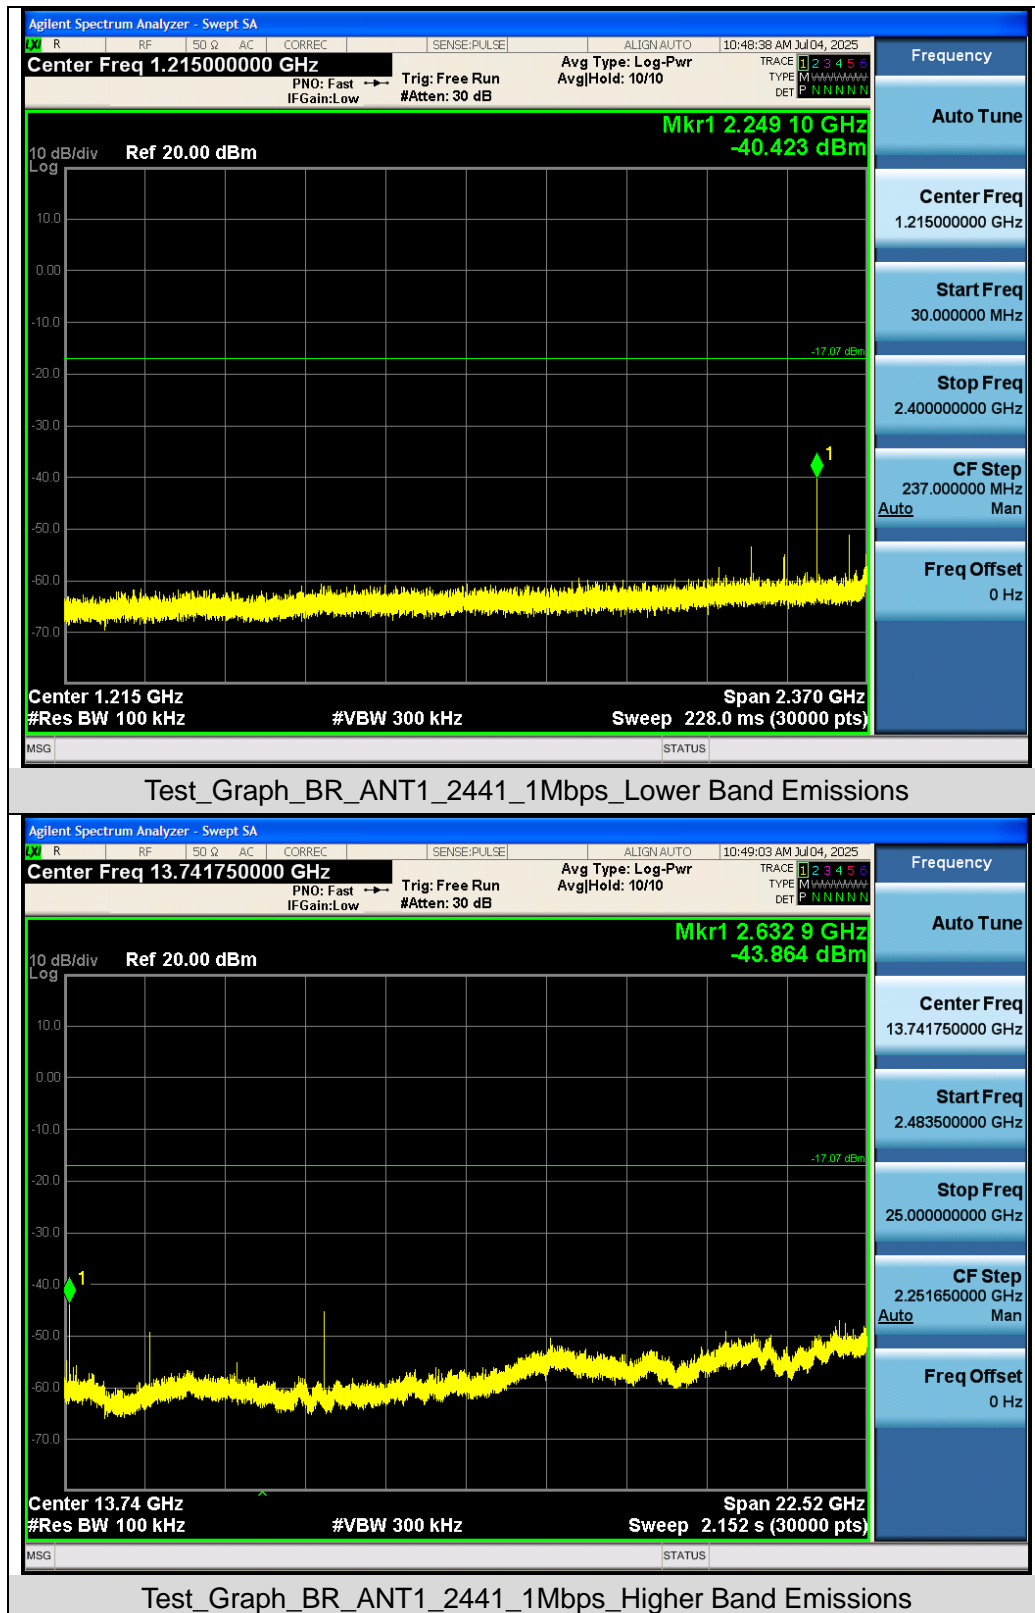 Agilent Spectrum Analyzer - Swept SA
LXI R RF 50 Ω AC CORREC SENSE:PULSE ALIGN AUTO 10:48:38 AM Jul 04, 2025
Center Freq 1.215000000 GHz
PNO: Fast
IFGain:Low
Trig: Free Run
#Atten: 30 dB
Avg Type: Log-Pwr
Avg|Hold: 10/10
TRACE 1 2 3 4 5 6
TYPE M
DET P N N N N N
Mkr1 2.249 10 GHz
-40.423 dBm
10 dB/div Ref 20.00 dBm
Log
10.0
0.00
-10.0
-17.07 dBm
-20.0
-30.0
1
-40.0
-50.0
-60.0
-70.0
Center 1.215 GHz Span 2.370 GHz
#Res BW 100 kHz #VBW 300 kHz Sweep 228.0 ms (30000 pts)
MSG STATUS
Frequency
Auto Tune
Center Freq
1.215000000 GHz
Start Freq
30.000000 MHz
Stop Freq
2.400000000 GHz
CF Step
237.000000 MHz
Auto Man
Freq Offset
0 Hz
Test_Graph_BR_ANT1_2441_1Mbps_Lower Band Emissions
Agilent Spectrum Analyzer - Swept SA
LXI R RF 50 Ω AC CORREC SENSE:PULSE ALIGN AUTO 10:49:03 AM Jul 04, 2025
Center Freq 13.741750000 GHz
PNO: Fast
IFGain:Low
Trig: Free Run
#Atten: 30 dB
Avg Type: Log-Pwr
Avg|Hold: 10/10
TRACE 1 2 3 4 5 6
TYPE M
DET P N N N N N
Mkr1 2.632 9 GHz
-43.864 dBm
10 dB/div Ref 20.00 dBm
Log
10.0
0.00
-10.0
-17.07 dBm
-20.0
-30.0
1
-40.0
-50.0
-60.0
-70.0
Center 13.74 GHz Span 22.52 GHz
#Res BW 100 kHz #VBW 300 kHz Sweep 2.152 s (30000 pts)
MSG STATUS
Frequency
Auto Tune
Center Freq
13.741750000 GHz
Start Freq
2.483500000 GHz
Stop Freq
25.000000000 GHz
CF Step
2.251650000 GHz
Auto Man
Freq Offset
0 Hz
Test_Graph_BR_ANT1_2441_1Mbps_Higher Band Emissions